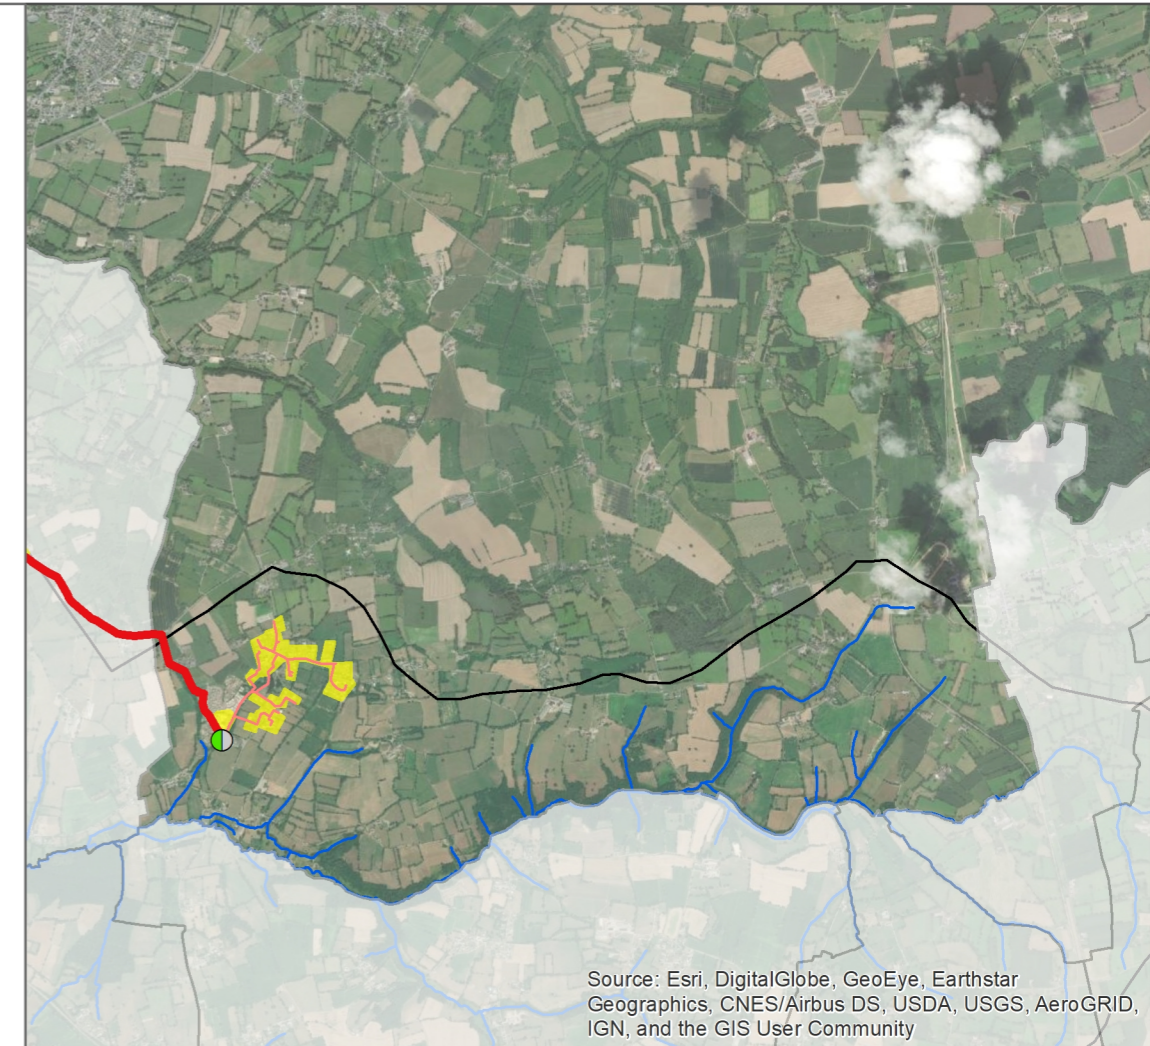 Source: Esri, DigitalGlobe, GeoEye, Earthstar
Geographics, CNES/Airbus DS, USDA, USGS, AeroGRID,
IGN, and the GIS User Community